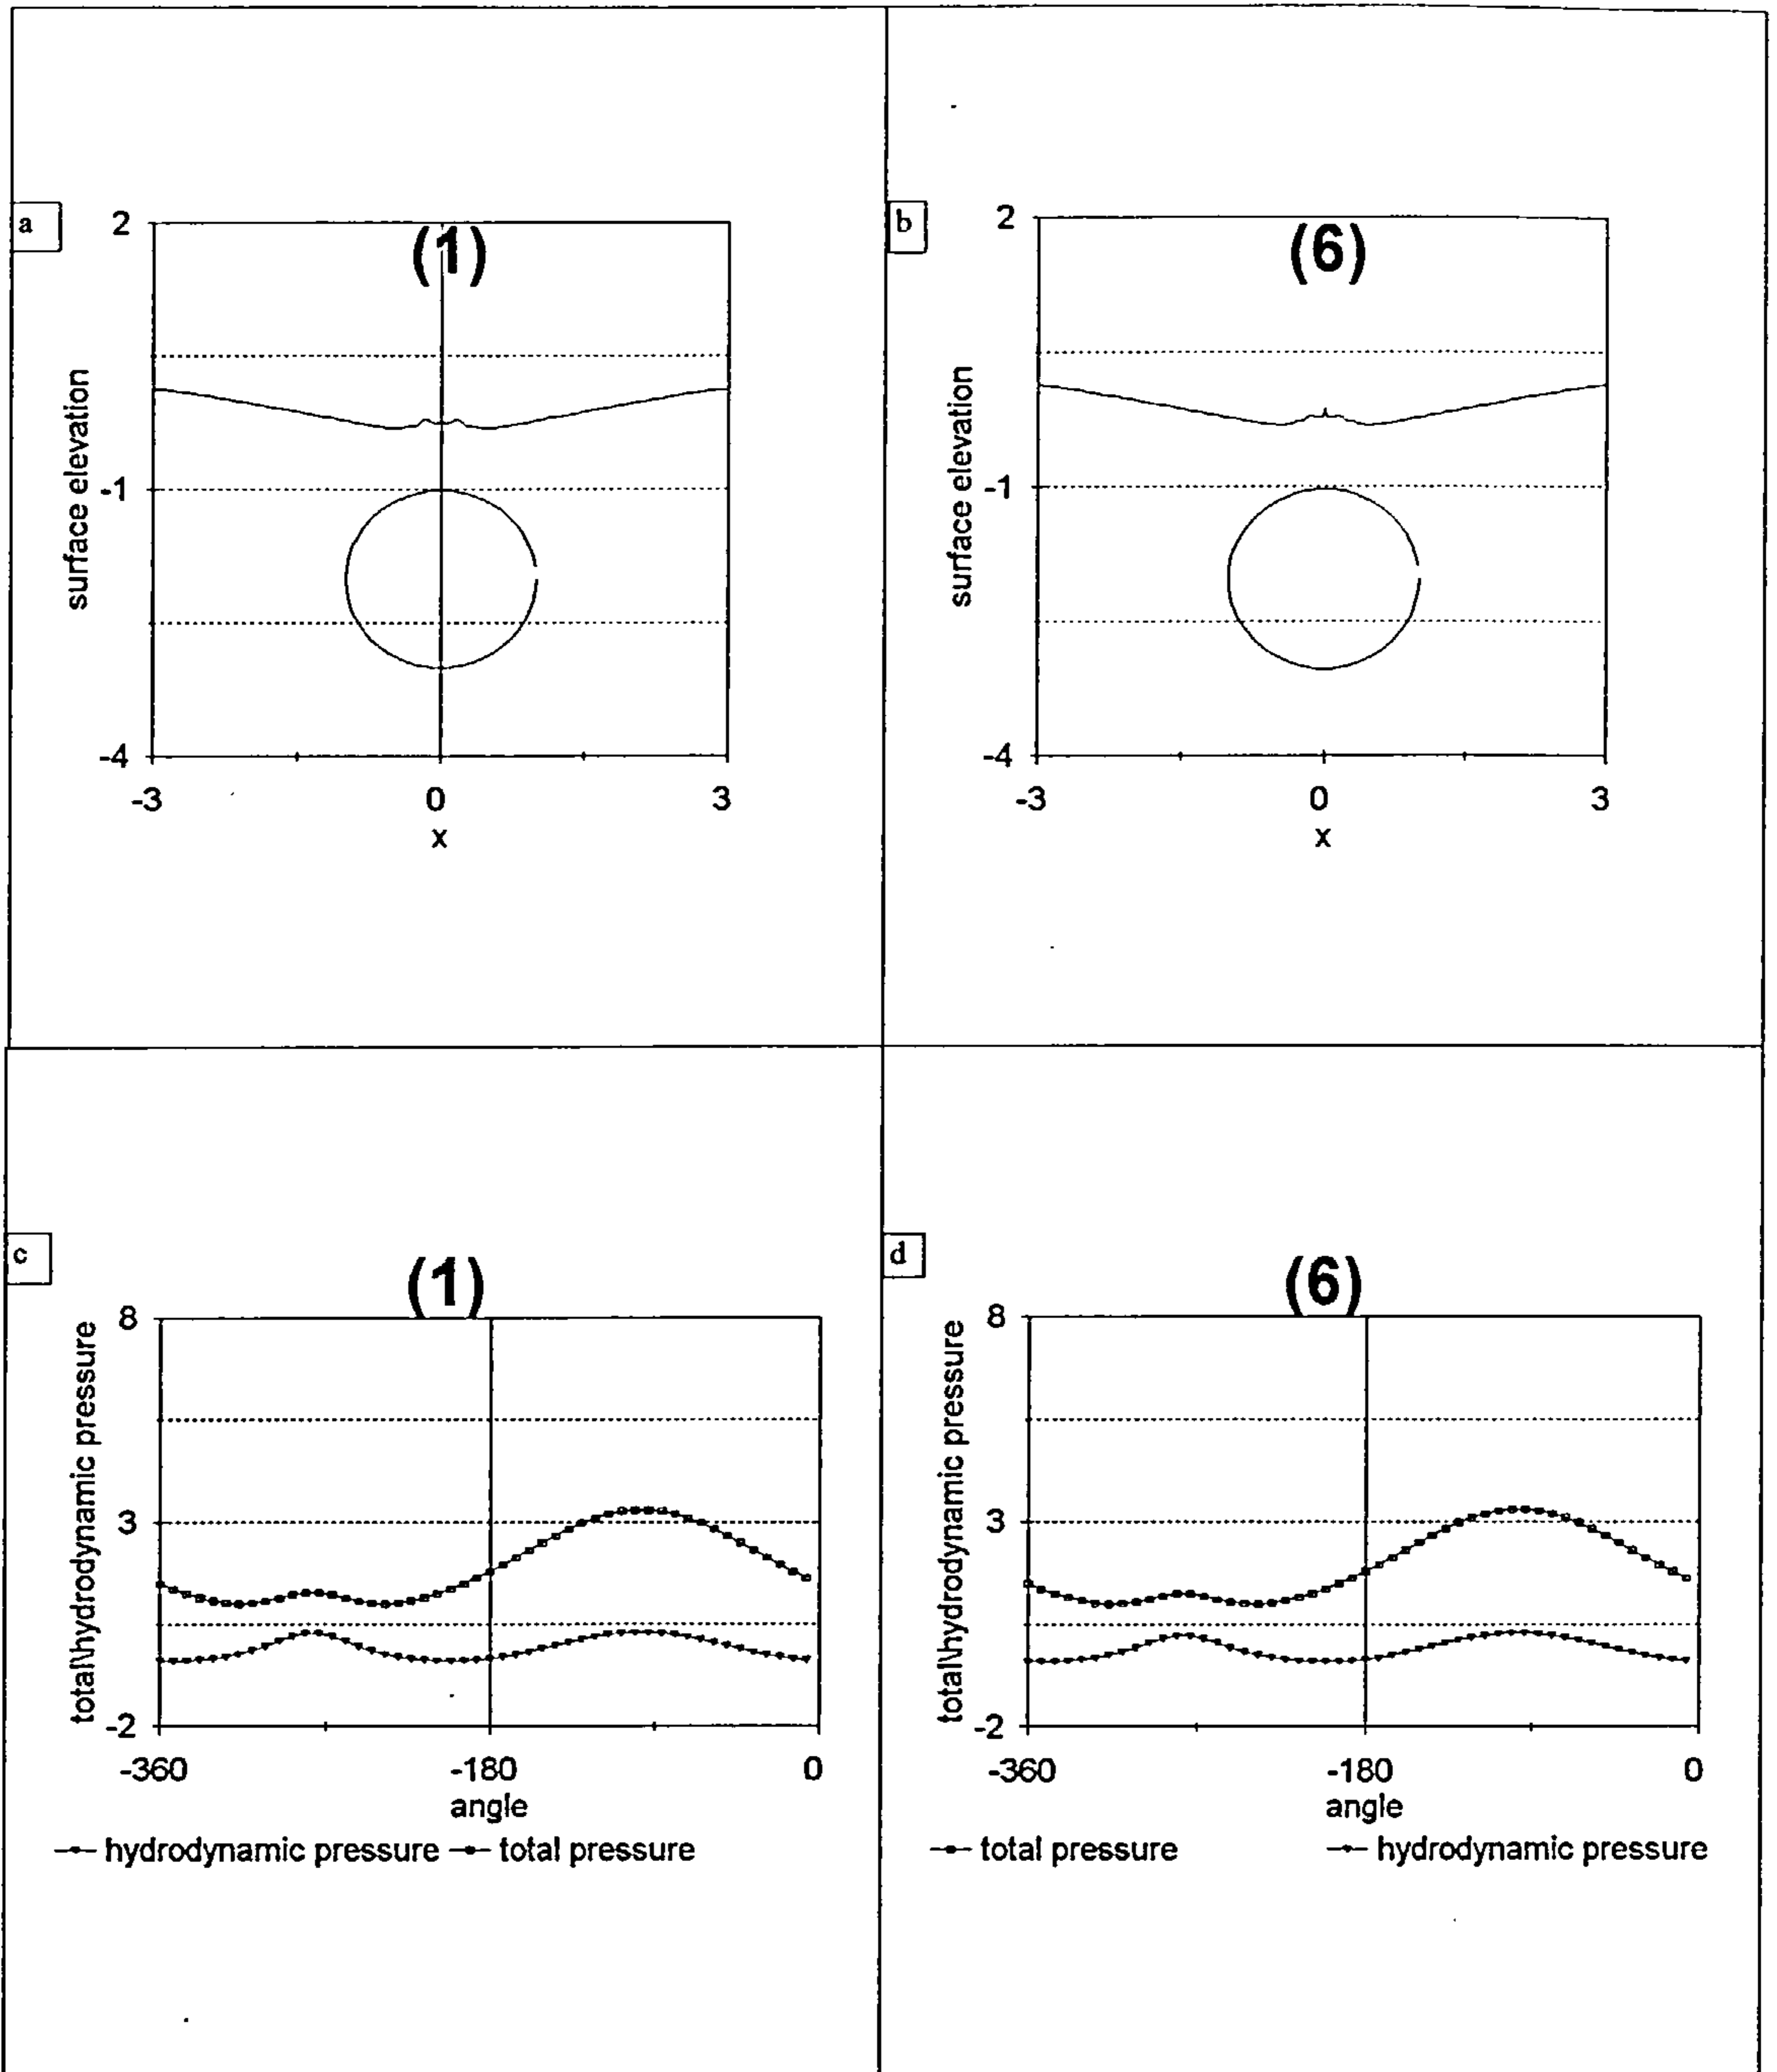 a
(1)
2
-1
-4
surface elevation
-3
0
3
x
b
(6)
2
-1
-4
surface elevation
-3
0
3
x
c
(1)
8
3
-2
total\hydrodynamic pressure
-360
-180
0
angle
hydrodynamic pressure
total pressure
d
(6)
8
3
-2
total\hydrodynamic pressure
-360
-180
0
angle
total pressure
hydrodynamic pressure